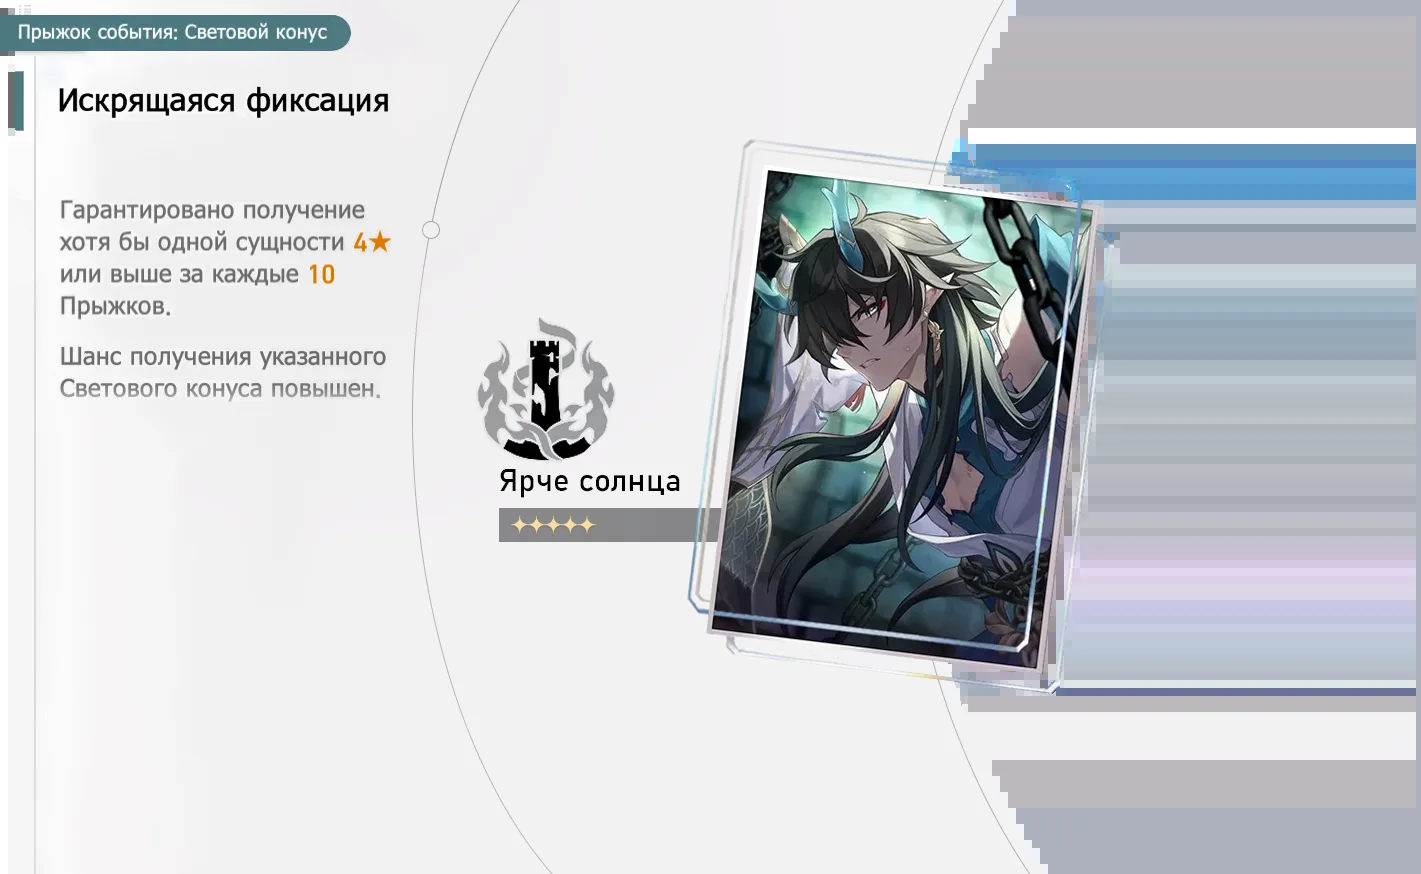 Прыжок события: Световой конус
Искрящаяся фиксация
Гарантировано получение
хотя бы одной сущности 4★
или выше за каждые 10
Прыжков.
Шанс получения указанного
Светового конуса повышен.
Ярче солнца